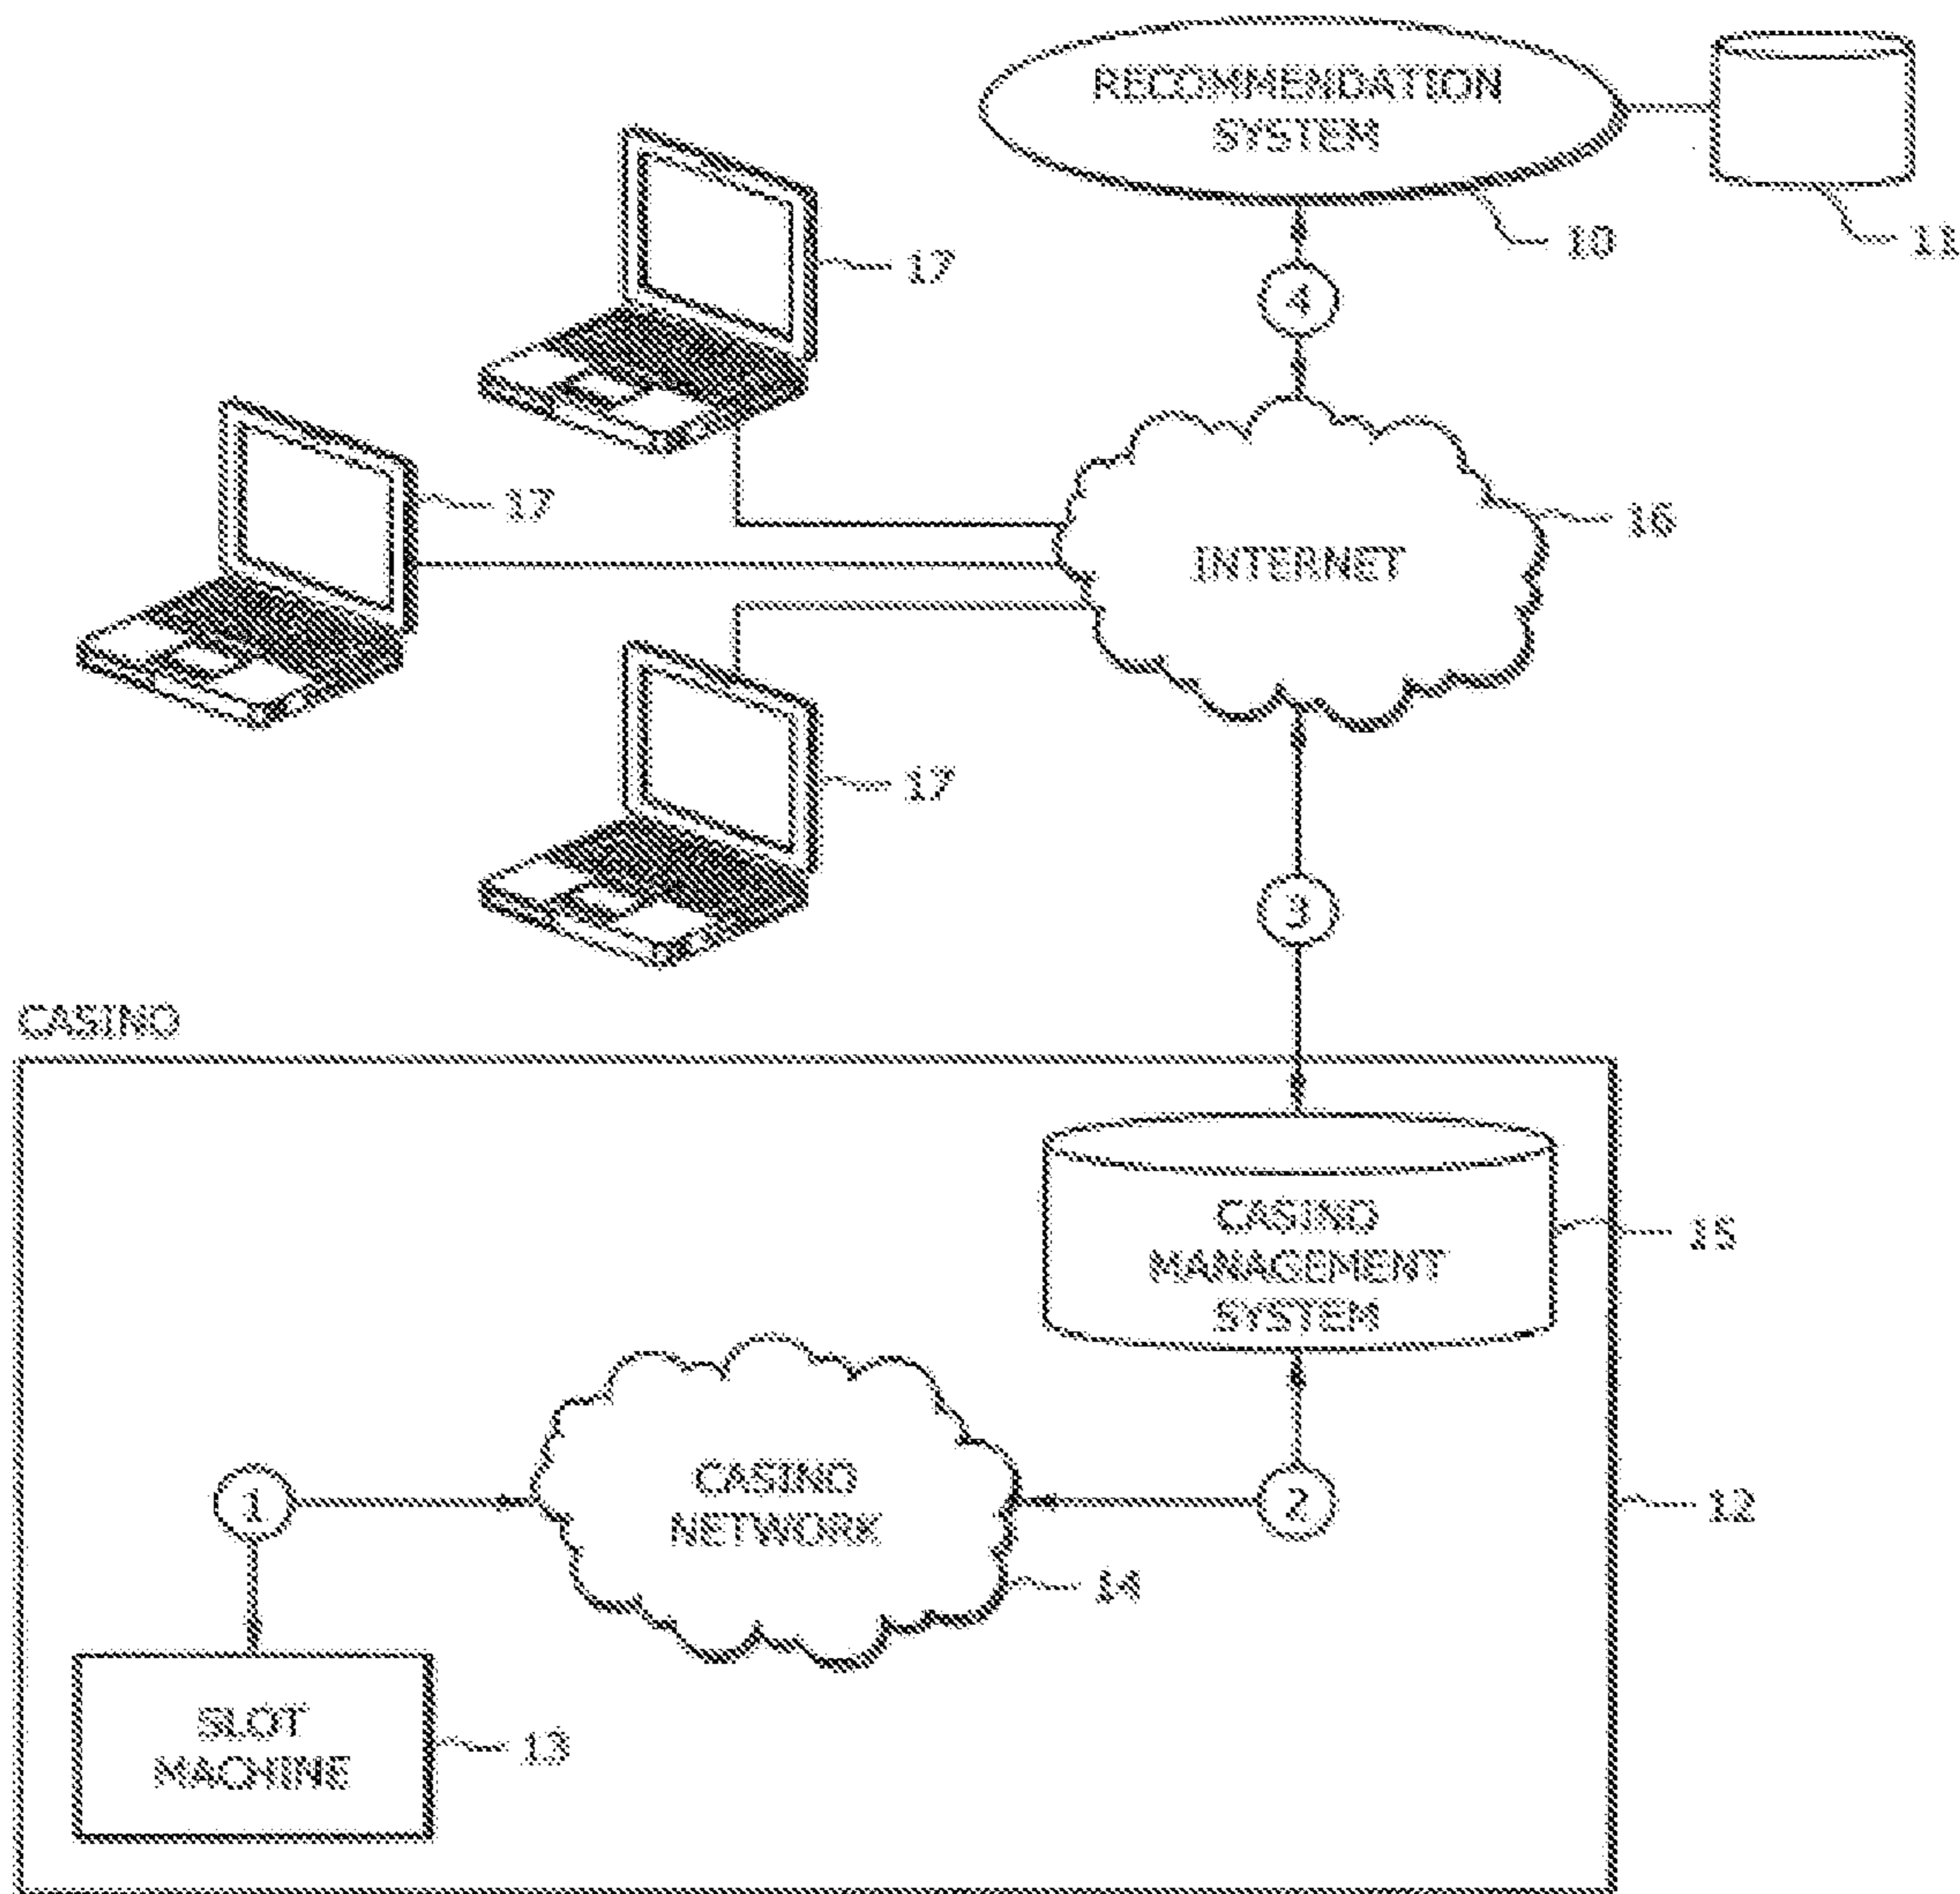 RECOMMENDATION
SYSTEM
10
11
17
4
17
16
INTERNET
17
3
CASINO
CASINO
MANAGEMENT
SYSTEM
15
CASINO
NETWORK
1
2
12
14
SLOT
MACHINE
13